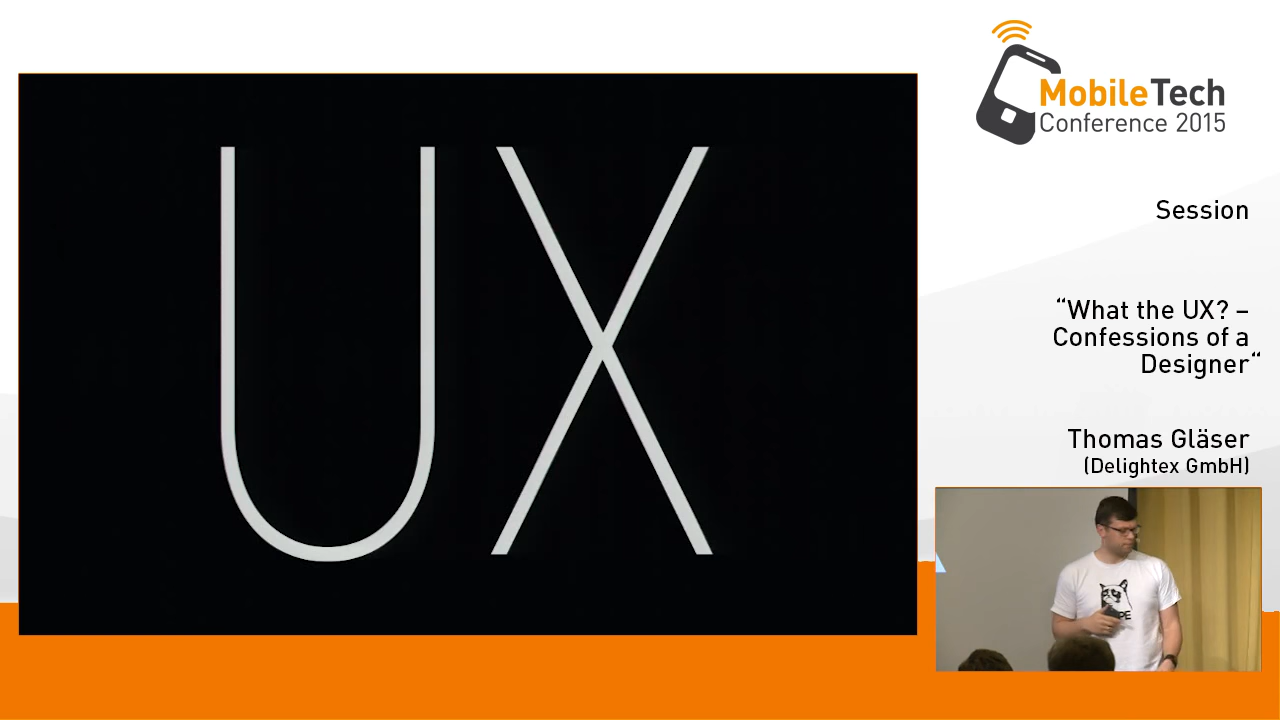 UX
MobileTech
Conference 2015
Session
“What the UX? –
Confessions of a
Designer“
Thomas Gläser
(Delightex GmbH)